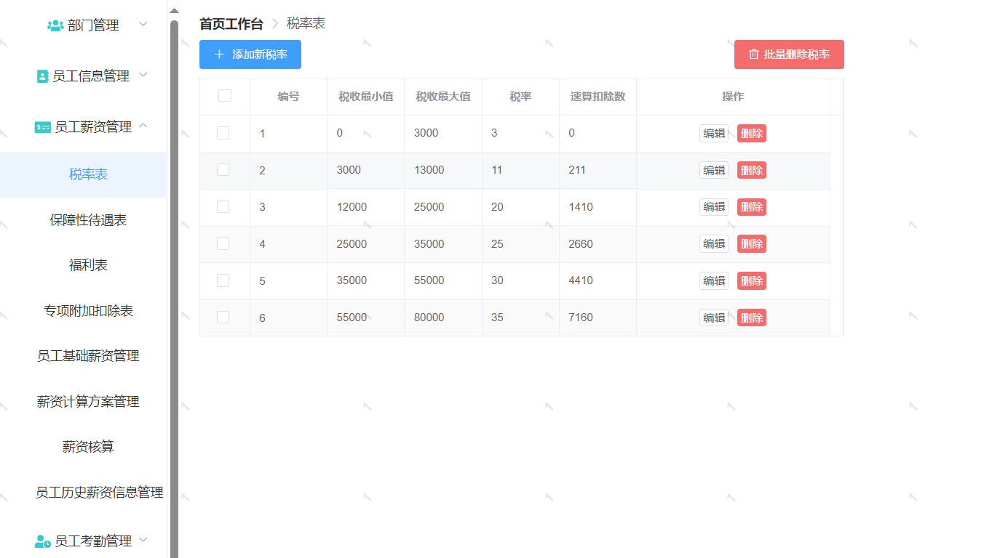 部门管理
员工信息管理
员工薪资管理
税率表
保障性待遇表
福利表
专项附加扣除表
员工基础薪资管理
薪资计算方案管理
薪资核算
员工历史薪资信息管理
员工考勤管理
首页工作台 税率表
添加新税率 批量删除税率
编号 税收最小值 税收最大值 税率 速算扣除数 操作
1 0 3000 3 0 编辑 删除
2 3000 13000 11 211 编辑 删除
3 12000 25000 20 1410 编辑 删除
4 25000 35000 25 2660 编辑 删除
5 35000 55000 30 4410 编辑 删除
6 55000 80000 35 7160 编辑 删除